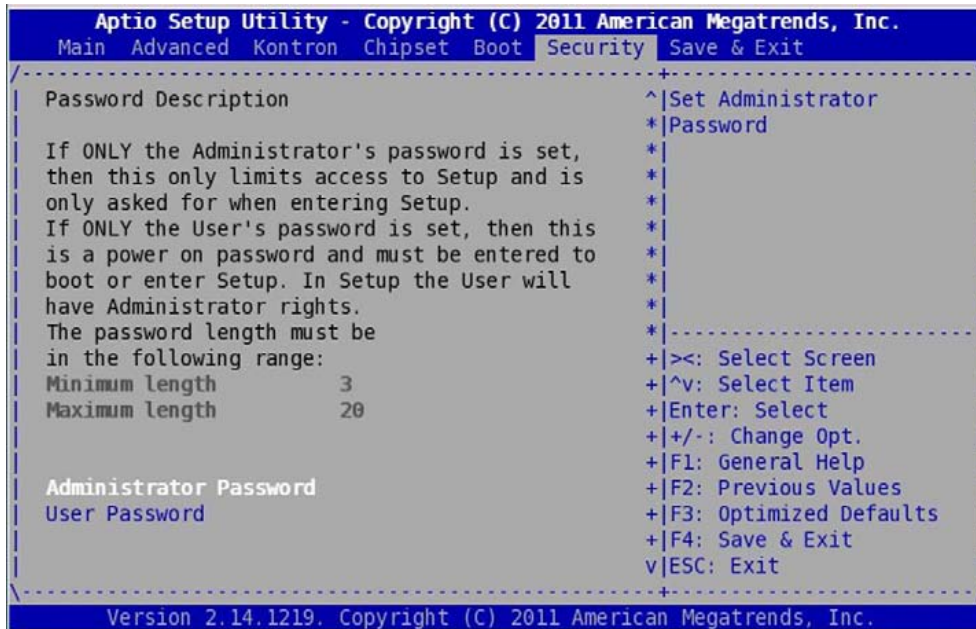 Aptio Setup Utility - Copyright (C) 2011 American Megatrends, Inc.
Main Advanced Kontron Chipset Boot Security Save & Exit
/-----------------------------------------------------+-------------------------
| Password Description ^|Set Administrator
| *|Password
| If ONLY the Administrator's password is set, *|
| then this only limits access to Setup and is *|
| only asked for when entering Setup. *|
| If ONLY the User's password is set, then this *|
| is a power on password and must be entered to *|
| boot or enter Setup. In Setup the User will *|
| have Administrator rights. *|
| The password length must be *|-------------------------
| in the following range: +|><: Select Screen
| Minimum length 3 +|^v: Select Item
| Maximum length 20 +|Enter: Select
| +|+/-: Change Opt.
| +|F1: General Help
| Administrator Password +|F2: Previous Values
| User Password +|F3: Optimized Defaults
| +|F4: Save & Exit
| v|ESC: Exit
\-----------------------------------------------------+-------------------------
Version 2.14.1219. Copyright (C) 2011 American Megatrends, Inc.